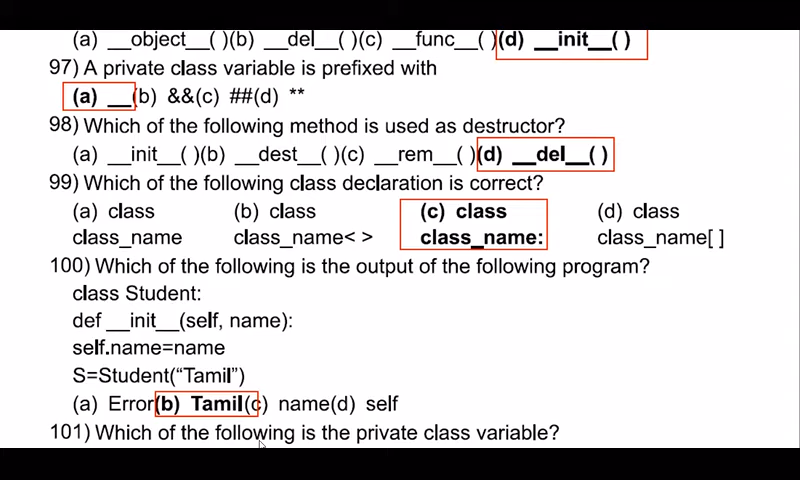 (a) __object__( )(b) __del__( )(c) __func__( )(d) __init__( )
97) A private class variable is prefixed with
(a) __(b) &&(c) ##(d) **
98) Which of the following method is used as destructor?
(a) __init__( )(b) __dest__( )(c) __rem__( )(d) __del__( )
99) Which of the following class declaration is correct?
(a) class (b) class (c) class (d) class
class_name class_name< > class_name: class_name[ ]
100) Which of the following is the output of the following program?
class Student:
def __init__(self, name):
self.name=name
S=Student(“Tamil”)
(a) Error(b) Tamil(c) name(d) self
101) Which of the following is the private class variable?